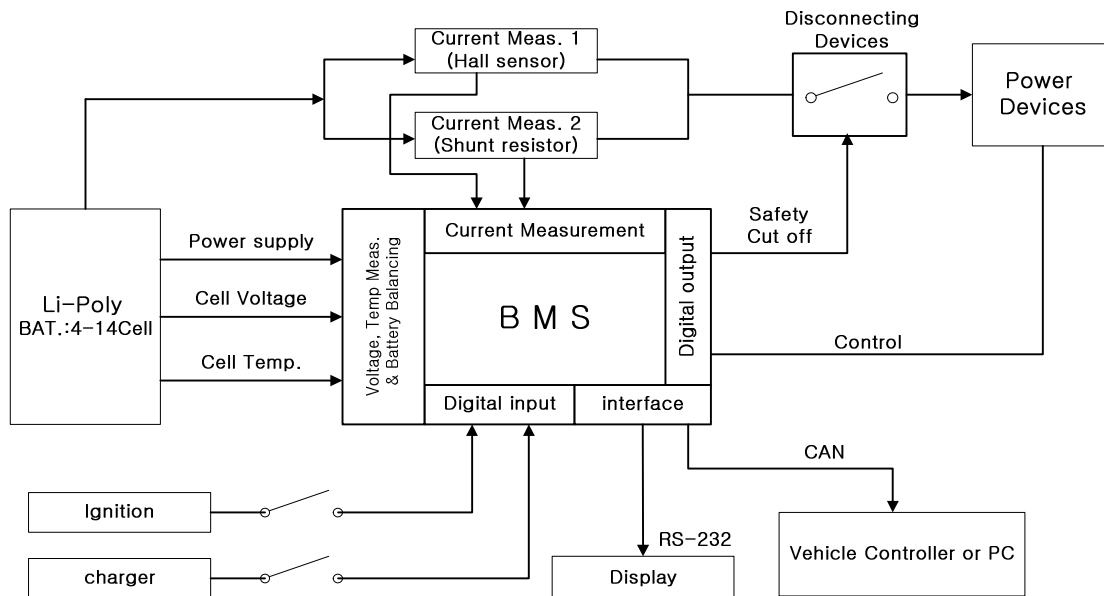 Disconnecting
Devices
Current Meas. 1
(Hall sensor)
Power
Devices
Current Meas. 2
(Shunt resistor)
Safety
Cut off
Current Measurement
Power supply
Voltage, Temp Meas.
& Battery Balancing
Digital output
Cell Voltage
Li-Poly
BAT.:4-14Cell
B M S
Cell Temp.
Control
Digital input
interface
CAN
Ignition
RS-232
Vehicle Controller or PC
charger
Display